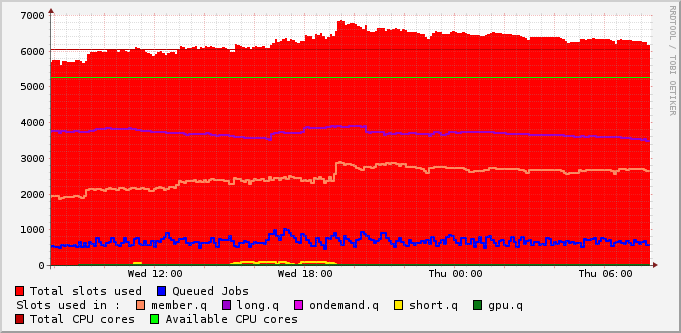 7000
6000
5000
4000
3000
2000
1000
0
Wed 12:00 Wed 18:00 Thu 00:00 Thu 06:00
RRDTOOL / TOBI OETIKER
Total slots used Queued Jobs
Slots used in : member.q long.q ondemand.q short.q gpu.q
Total CPU cores Available CPU cores